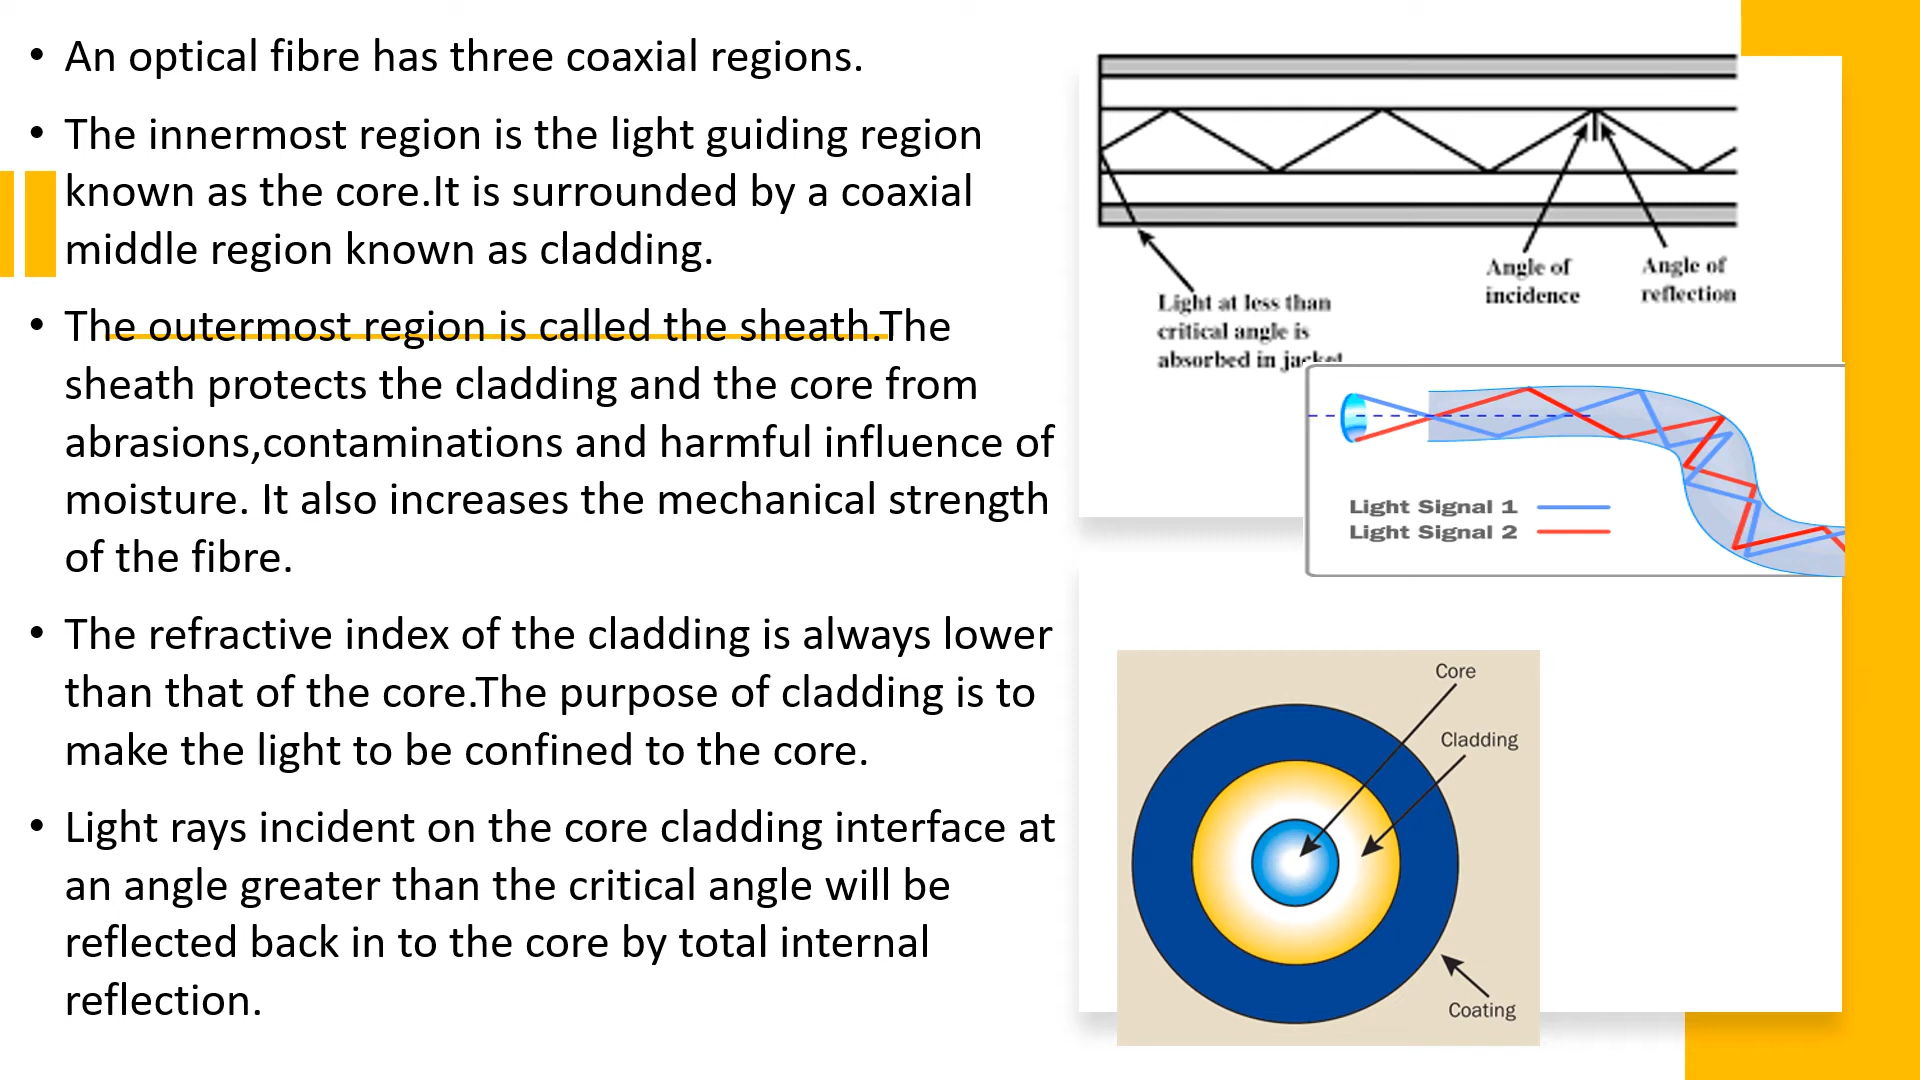 • An optical fibre has three coaxial regions.
• The innermost region is the light guiding region
known as the core.It is surrounded by a coaxial
middle region known as cladding.
• The outermost region is called the sheath.The
sheath protects the cladding and the core from
abrasions,contaminations and harmful influence of
moisture. It also increases the mechanical strength
of the fibre.
• The refractive index of the cladding is always lower
than that of the core.The purpose of cladding is to
make the light to be confined to the core.
• Light rays incident on the core cladding interface at
an angle greater than the critical angle will be
reflected back in to the core by total internal
reflection.
Angle of
incidence
Angle of
reflection
Light at less than
critical angle is
absorbed in jacket
Light Signal 1
Light Signal 2
Core
Cladding
Coating